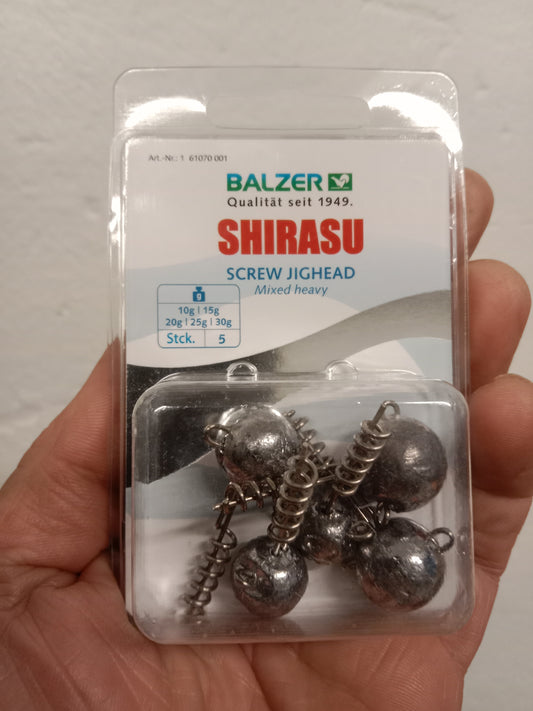 Art.-Nr.: 1 61070 001
BALZER
Qualität seit 1949.
SHIRASU
SCREW JIGHEAD
Mixed heavy
g
10g | 15g
20g | 25g | 30g
Stck. 5